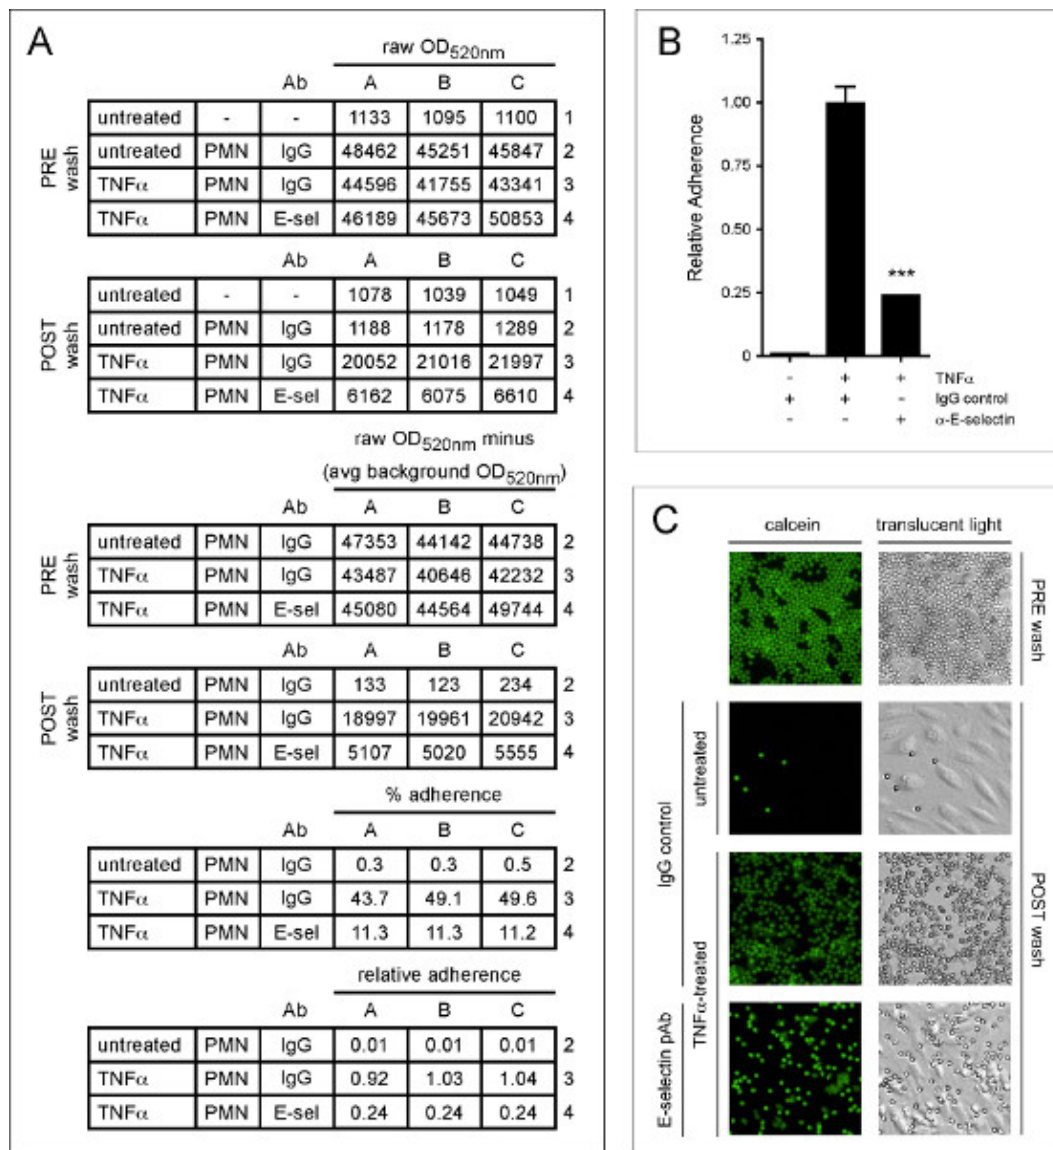 A
raw OD520nm
Ab A B C
PRE wash
untreated - - 1133 1095 1100 1
untreated PMN IgG 48462 45251 45847 2
TNFα PMN IgG 44596 41755 43341 3
TNFα PMN E-sel 46189 45673 50853 4
Ab A B C
POST wash
untreated - - 1078 1039 1049 1
untreated PMN IgG 1188 1178 1289 2
TNFα PMN IgG 20052 21016 21997 3
TNFα PMN E-sel 6162 6075 6610 4
raw OD520nm minus
(avg background OD520nm)
Ab A B C
PRE wash
untreated PMN IgG 47353 44142 44738 2
TNFα PMN IgG 43487 40646 42232 3
TNFα PMN E-sel 45080 44564 49744 4
Ab A B C
POST wash
untreated PMN IgG 133 123 234 2
TNFα PMN IgG 18997 19961 20942 3
TNFα PMN E-sel 5107 5020 5555 4
% adherence
Ab A B C
untreated PMN IgG 0.3 0.3 0.5 2
TNFα PMN IgG 43.7 49.1 49.6 3
TNFα PMN E-sel 11.3 11.3 11.2 4
relative adherence
Ab A B C
untreated PMN IgG 0.01 0.01 0.01 2
TNFα PMN IgG 0.92 1.03 1.04 3
TNFα PMN E-sel 0.24 0.24 0.24 4
B
Relative Adherence
1.25
1.00
0.75
0.50
0.25
0
***
- + + TNFα
+ + - IgG control
- - + α-E-selectin
C
calcein translucent light
PRE wash
untreated
IgG control
TNFα-treated
E-selectin pAb
POST wash